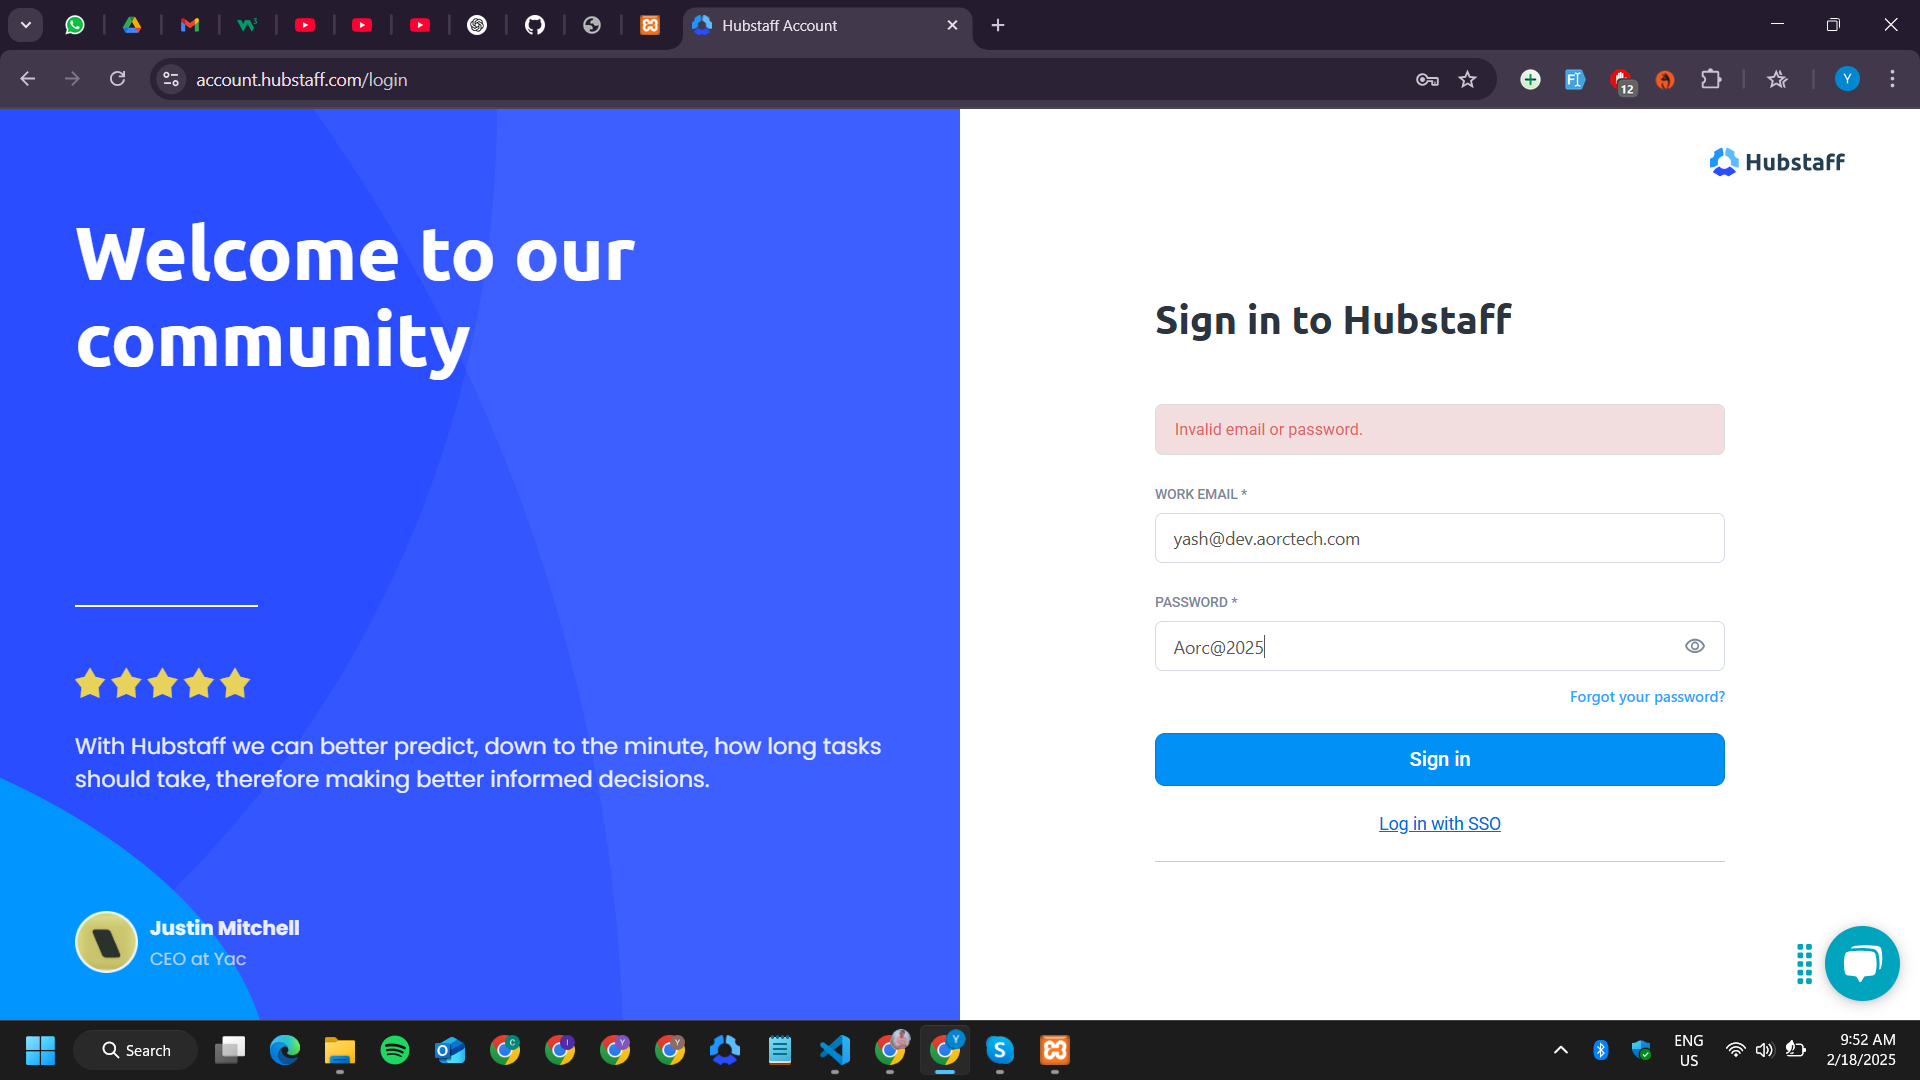 Hubstaff Account
account.hubstaff.com/login
12
Y
Hubstaff
Welcome to our
community
Sign in to Hubstaff
Invalid email or password.
WORK EMAIL *
yash@dev.aorctech.com
PASSWORD *
Aorc@2025
Forgot your password?
Sign in
Log in with SSO
With Hubstaff we can better predict, down to the minute, how long tasks
should take, therefore making better informed decisions.
Justin Mitchell
CEO at Yac
Search
ENG
US
9:52 AM
2/18/2025